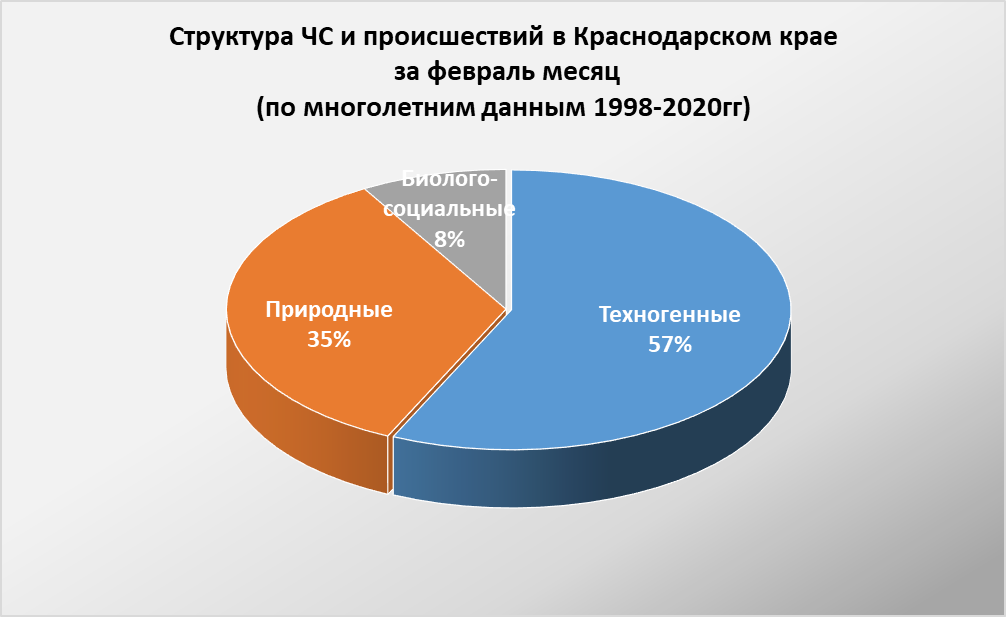 Структура ЧС и происшествий в Краснодарском крае
за февраль месяц
(по многолетним данным 1998-2020гг)
Биолого-
социальные
8%
Природные
35%
Техногенные
57%